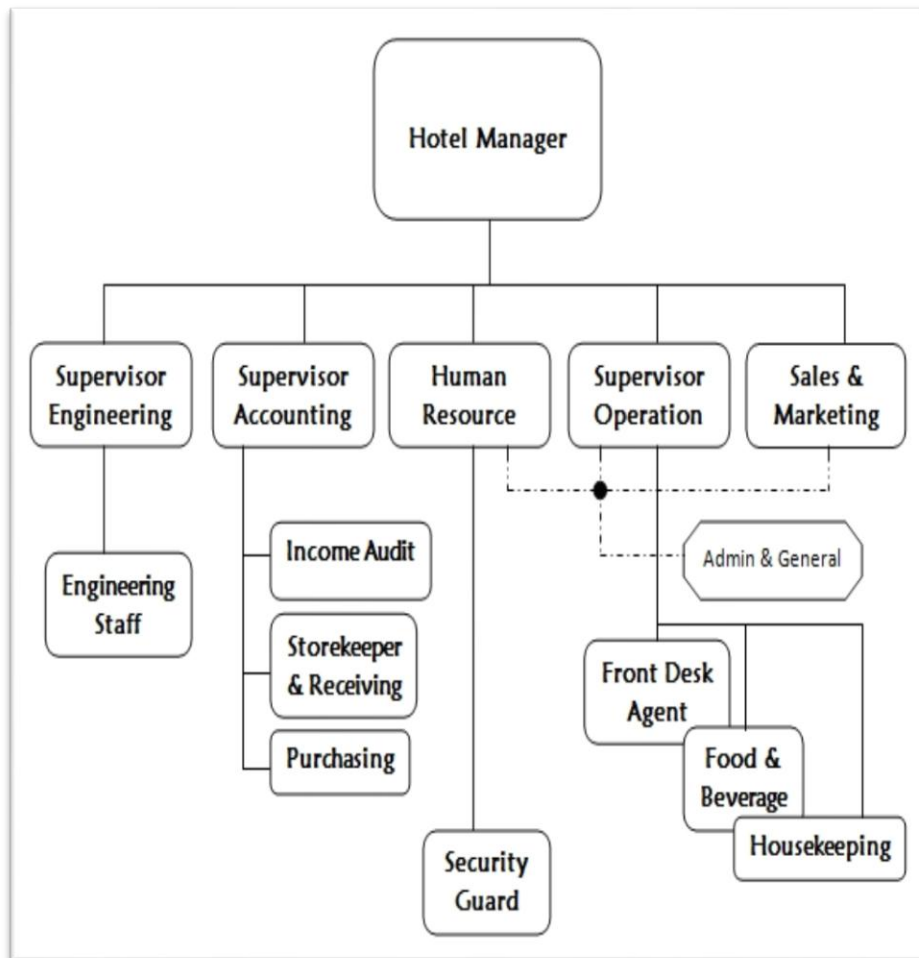 Hotel Manager
Supervisor
Engineering
Supervisor
Accounting
Human
Resource
Supervisor
Operation
Sales &
Marketing
Engineering
Staff
Income Audit
Storekeeper
& Receiving
Purchasing
Security
Guard
Admin & General
Front Desk
Agent
Food &
Beverage
Housekeeping